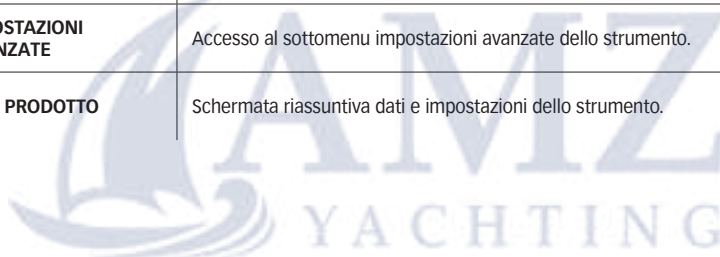 OSTAZIONI
NZATE
Accesso al sottomenu impostazioni avanzate dello strumento.
PRODOTTO
Schermata riassuntiva dati e impostazioni dello strumento.
AMZ
YACHTING